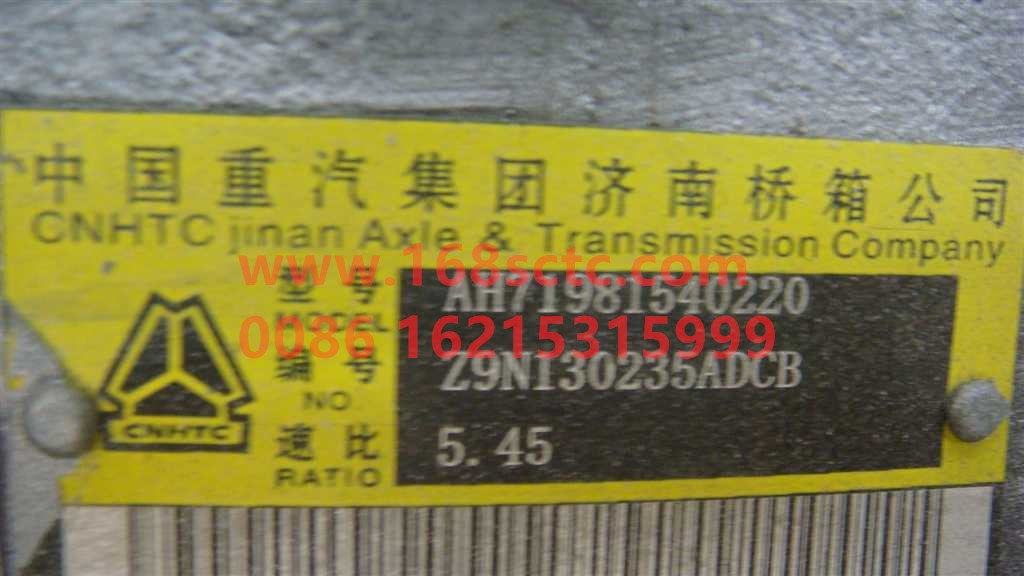 中国重汽集团济南桥箱公司
CNHTC jinan Axle & Transmission Company
www.168sctc.com
型号 AH71981540220
MODEL
0086 16215315999
编号 Z9N130235ADCB
NO
CNHTC
速比 5.45
RATIO